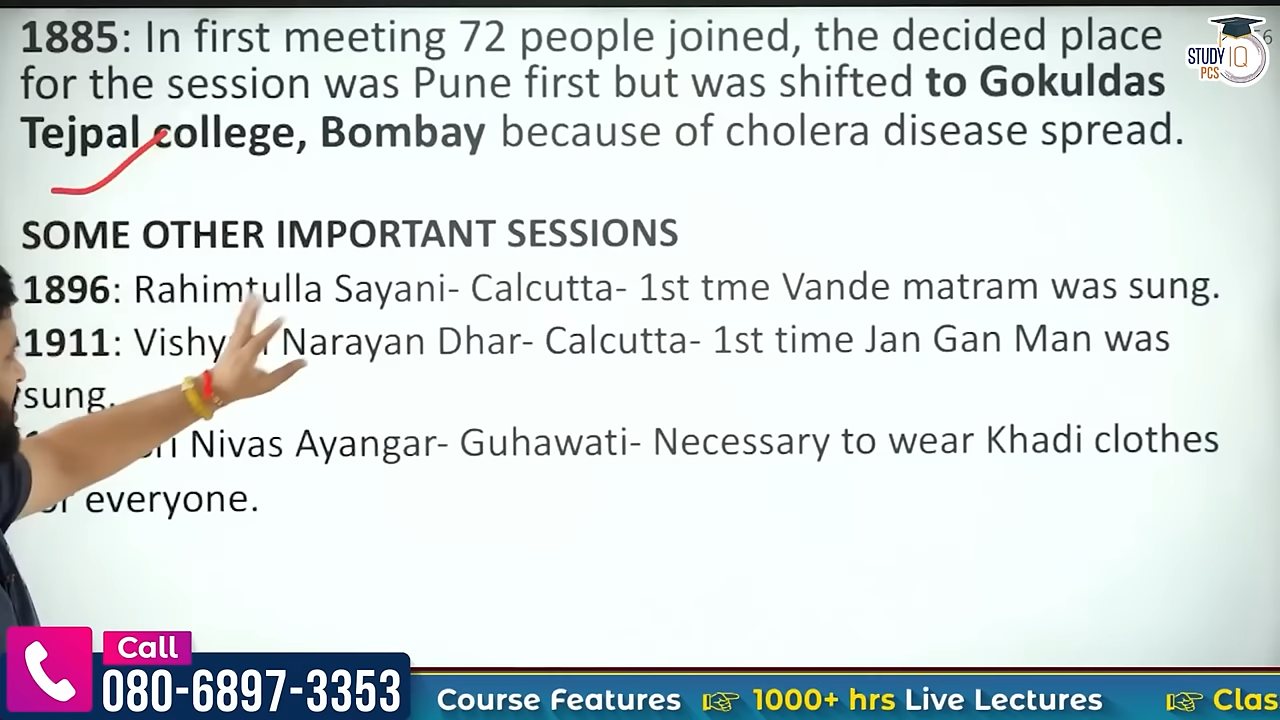 1885: In first meeting 72 people joined, the decided place
for the session was Pune first but was shifted to Gokuldas
Tejpal college, Bombay because of cholera disease spread.
SOME OTHER IMPORTANT SESSIONS
1896: Rahimtulla Sayani- Calcutta- 1st tme Vande matram was sung.
1911: Narayan Dhar- Calcutta- 1st time Jan Gan Man was
sung.
Nivas Ayangar- Guhawati- Necessary to wear Khadi clothes
everyone.
STUDY IQ
PCS
Call
080-6897-3353
Course Features 1000+ hrs Live Lectures